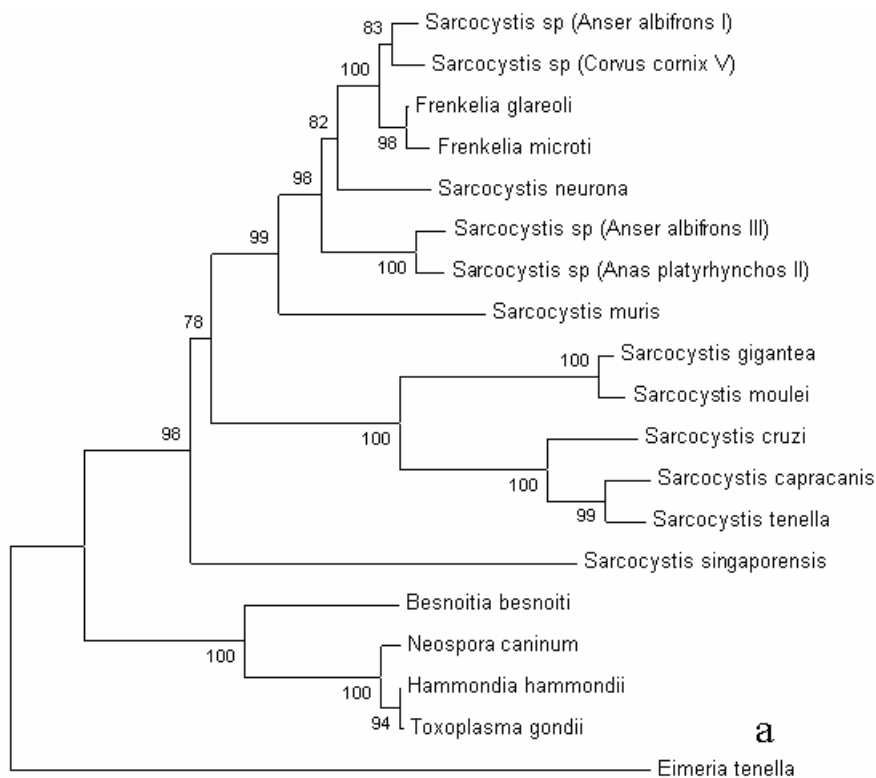 83
Sarcocystis sp (Anser albifrons I)
Sarcocystis sp (Corvus cornix V)
100
Frenkelia glareoli
82
98
Frenkelia microti
98
Sarcocystis neurona
99
Sarcocystis sp (Anser albifrons III)
100
Sarcocystis sp (Anas platyrhynchos II)
78
Sarcocystis muris
100
Sarcocystis gigantea
Sarcocystis moulei
98
100
Sarcocystis cruzi
100
Sarcocystis capracanis
99
Sarcocystis tenella
Sarcocystis singaporensis
Besnoitia besnoiti
100
Neospora caninum
100
Hammondia hammondii
94
Toxoplasma gondii
a
Eimeria tenella